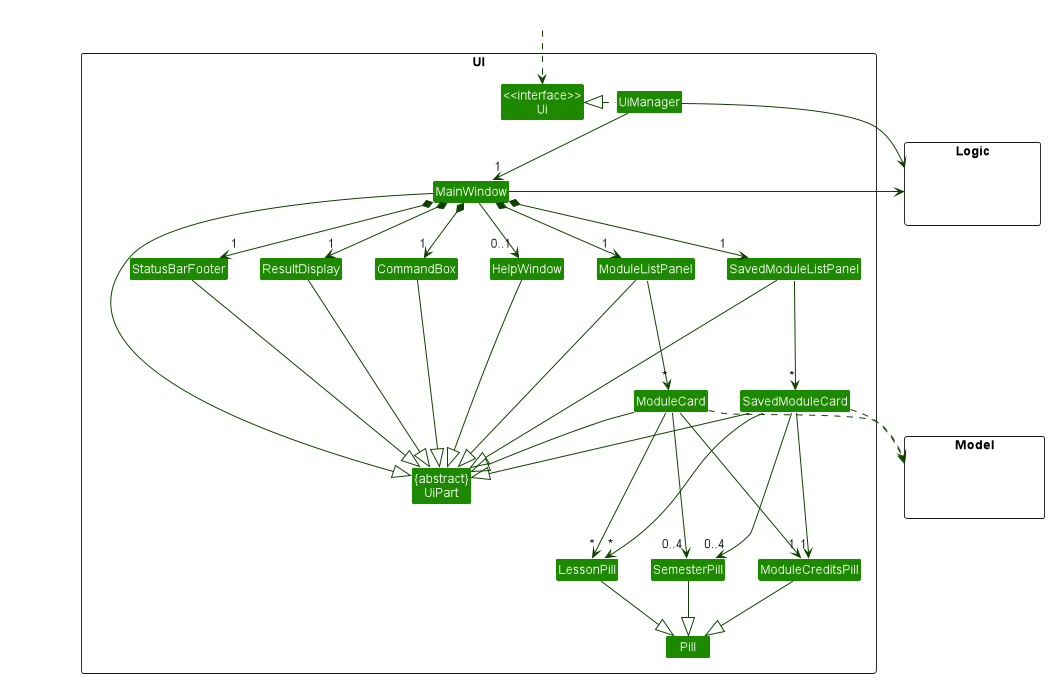 UI
<<interface>>
Ui
UiManager
Logic
1
MainWindow
1
1
1
0..1
1
1
StatusBarFooter
ResultDisplay
CommandBox
HelpWindow
ModuleListPanel
SavedModuleListPanel
*
*
ModuleCard
SavedModuleCard
Model
{abstract}
UiPart
*
*
0..4
0..4
1
1
LessonPill
SemesterPill
ModuleCreditsPill
Pill